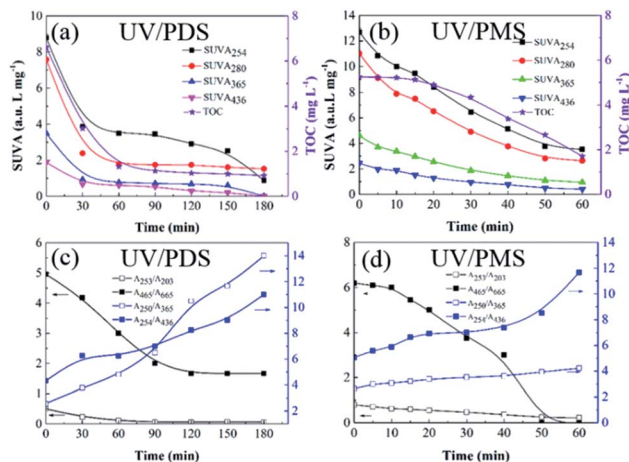 (a) UV/PDS
SUVA254
SUVA280
SUVA365
SUVA436
TOC
SUVA (a.u. L mg-1)
10
8
6
4
2
0
TOC (mg L-1)
8
6
4
2
0
0 30 60 90 120 150 180
Time (min)
(b) UV/PMS
SUVA254
SUVA280
SUVA365
SUVA436
TOC
SUVA (a.u. L mg-1)
14
12
10
8
6
4
2
0
TOC (mg L-1)
8
6
4
2
0
0 10 20 30 40 50 60
Time (min)
(c) UV/PDS
A253/A203
A465/A665
A250/A365
A254/A436
6
5
4
3
2
1
0
14
12
10
8
6
4
2
0 30 60 90 120 150 180
Time (min)
(d) UV/PMS
A253/A203
A465/A665
A250/A365
A254/A436
8
6
4
2
0
14
12
10
8
6
4
2
0
0 10 20 30 40 50 60
Time (min)